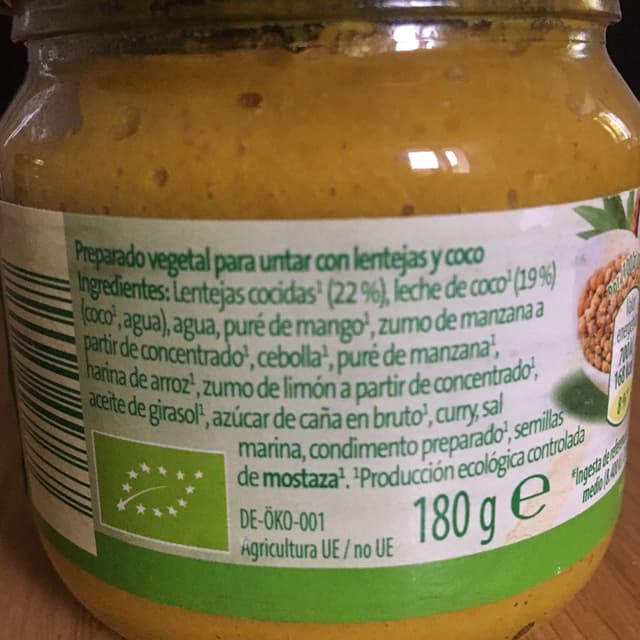 Preparado vegetal para untar con lentejas y coco
Ingredientes: Lentejas cocidas¹ (22 %), leche de coco¹ (19 %)
(coco¹, agua), agua, puré de mango¹, zumo de manzana a
partir de concentrado¹, cebolla¹, puré de manzana¹,
harina de arroz¹, zumo de limón a partir de concentrado¹,
aceite de girasol¹, azúcar de caña en bruto¹, curry, sal
marina, condimento preparado¹, semillas
de mostaza¹. ¹Producción ecológica controlada
DE-ÖKO-001
Agricultura UE / no UE
180 g e
*Ingesta de
medio